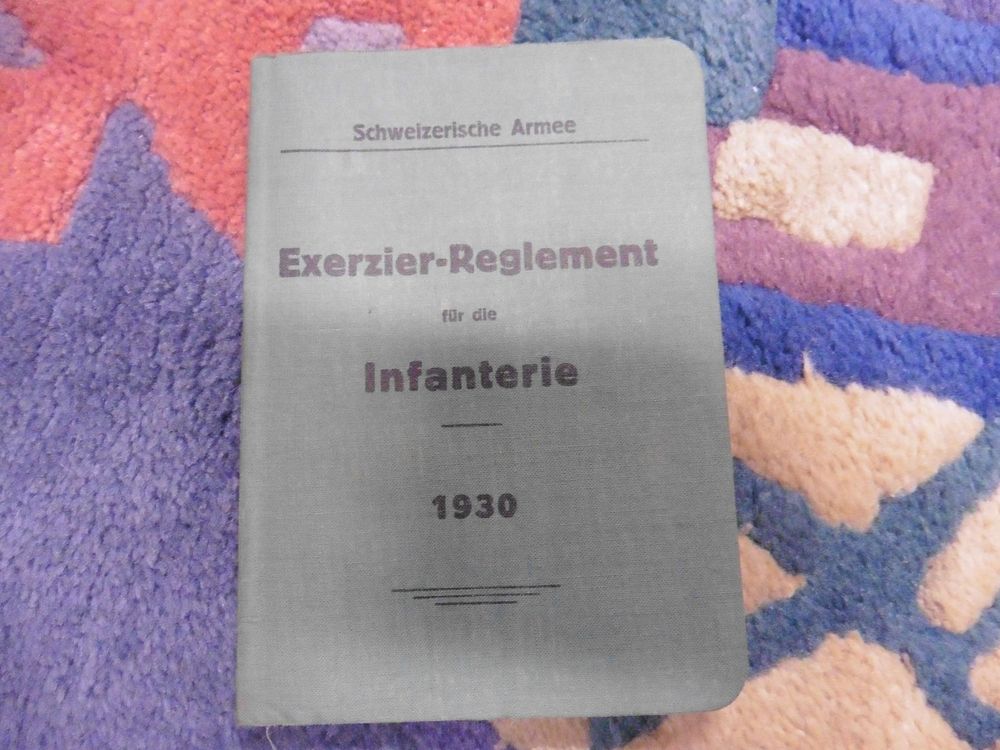 Schweizerische Armee
Exerzier-Reglement
für die
Infanterie
1930